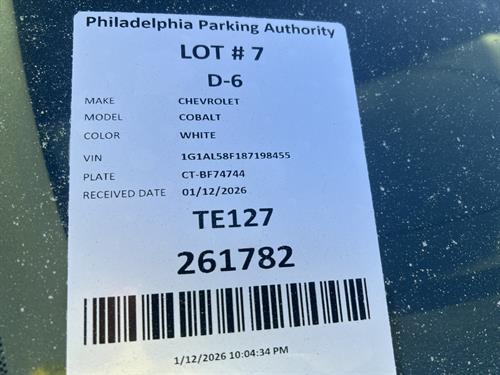 Philadelphia Parking Authority
LOT # 7
D-6
MAKE CHEVROLET
MODEL COBALT
COLOR WHITE
VIN 1G1AL58F187198455
PLATE CT-BF74744
RECEIVED DATE 01/12/2026
TE127
261782
1/12/2026 10:04:34 PM